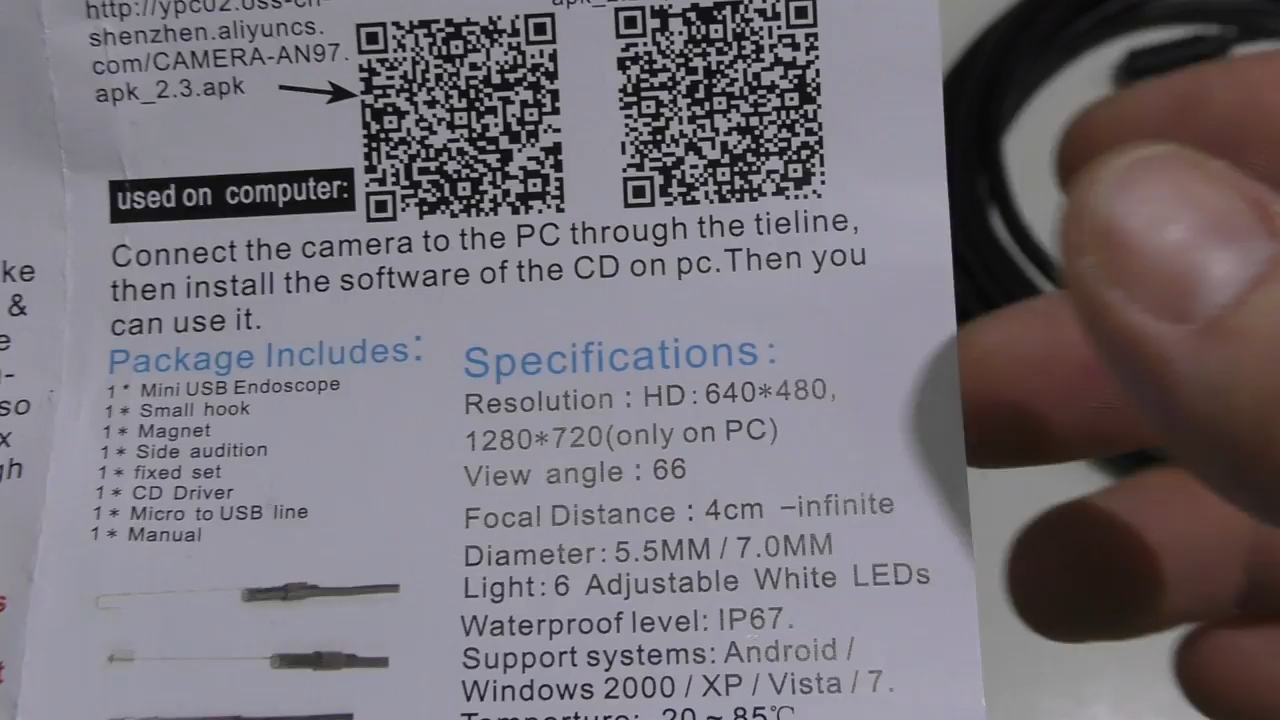 http://ypc02.oss-cn-
shenzhen.aliyuncs.
com/CAMERA-AN97.
apk_2.3.apk
used on computer:
Connect the camera to the PC through the tieline,
then install the software of the CD on pc.Then you
can use it.
Package Includes:
1* Mini USB Endoscope
1* Small hook
1* Magnet
1* Side audition
1* fixed set
1* CD Driver
1* Micro to USB line
1* Manual
Specifications:
Resolution : HD: 640*480,
1280*720(only on PC)
View angle : 66
Focal Distance : 4cm –infinite
Diameter: 5.5MM / 7.0MM
Light: 6 Adjustable White LEDs
Waterproof level: IP67.
Support systems: Android /
Windows 2000 / XP / Vista / 7.
20 ~ 85℃
ke
&
e
-
so
x
gh
s
t